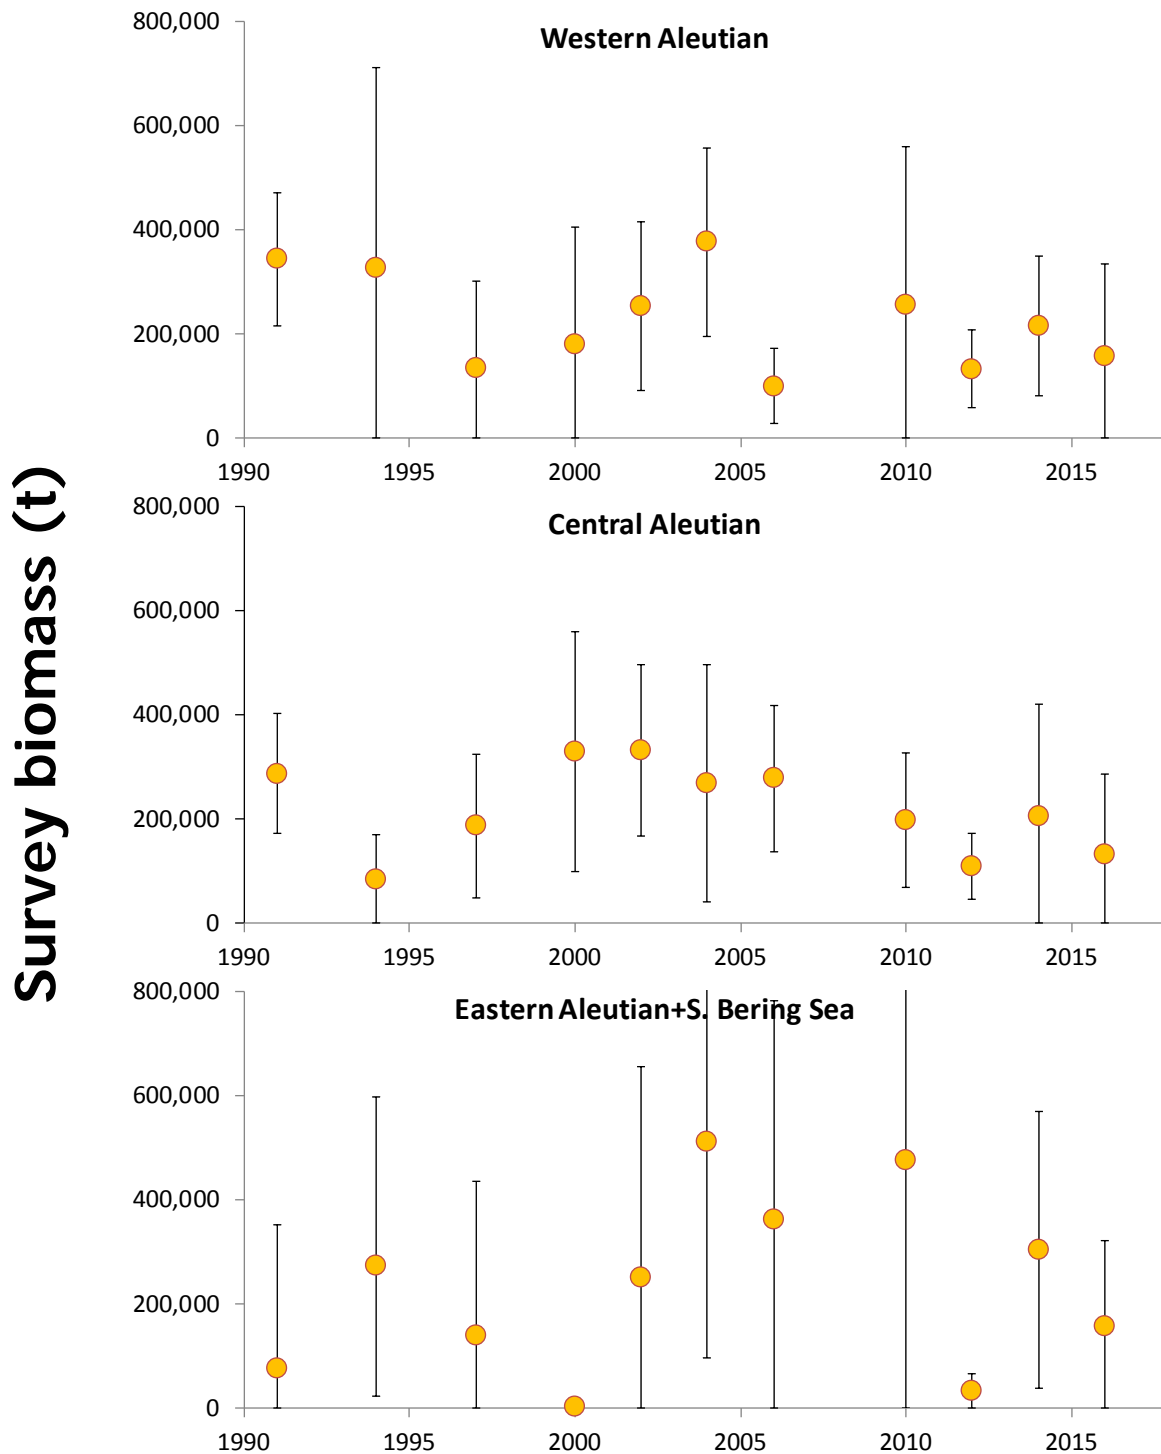 Survey biomass (t)
Western Aleutian
800,000
600,000
400,000
200,000
0
1990 1995 2000 2005 2010 2015
Central Aleutian
800,000
600,000
400,000
200,000
0
1990 1995 2000 2005 2010 2015
Eastern Aleutian+S. Bering Sea
800,000
600,000
400,000
200,000
0
1990 1995 2000 2005 2010 2015